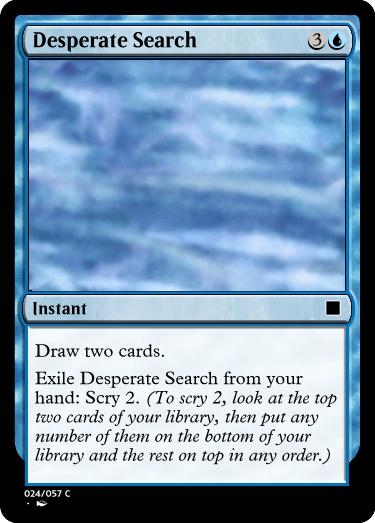 Desperate Search 3
Instant
Draw two cards.
Exile Desperate Search from your
hand: Scry 2. (To scry 2, look at the top
two cards of your library, then put any
number of them on the bottom of your
library and the rest on top in any order.)
024/057 C